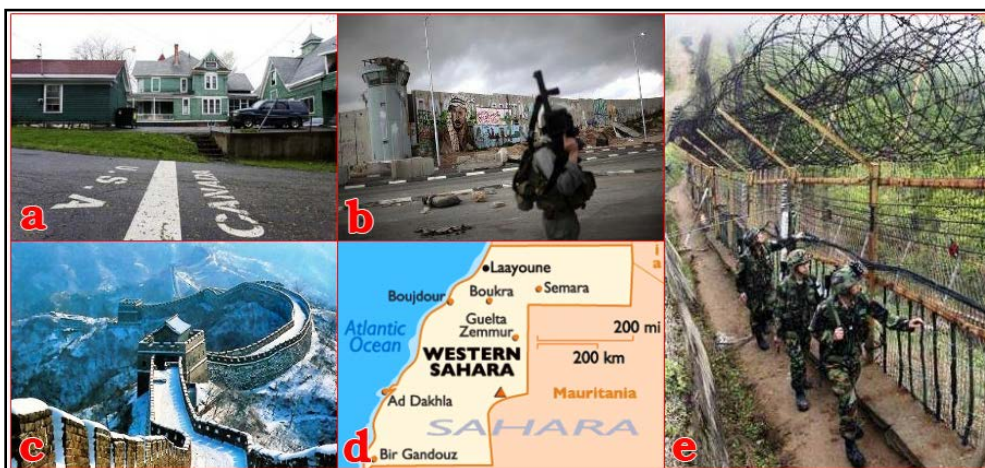 U.S.A
CANADA
a
b
c
i
a
Laayoune
Boujdour
Boukra
Semara
Guelta
Zemmur
Atlantic
Ocean
200 mi
200 km
WESTERN
SAHARA
Mauritania
Ad Dakhla
SAHARA
Bir Gandouz
d
e